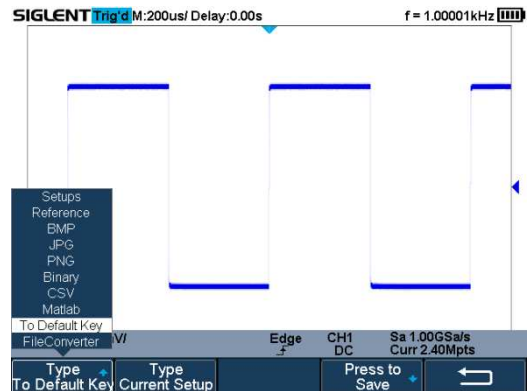 SIGLENT Trig'd M:200us/ Delay:0.00s f = 1.00001kHz
Setups
Reference
BMP
JPG
PNG
Binary
CSV
Matlab
To Default Key
FileConverter V/ Edge CH1 Sa 1.00GSa/s
DC Curr 2.40Mpts
Type Type Press to
To Default Key Current Setup Save